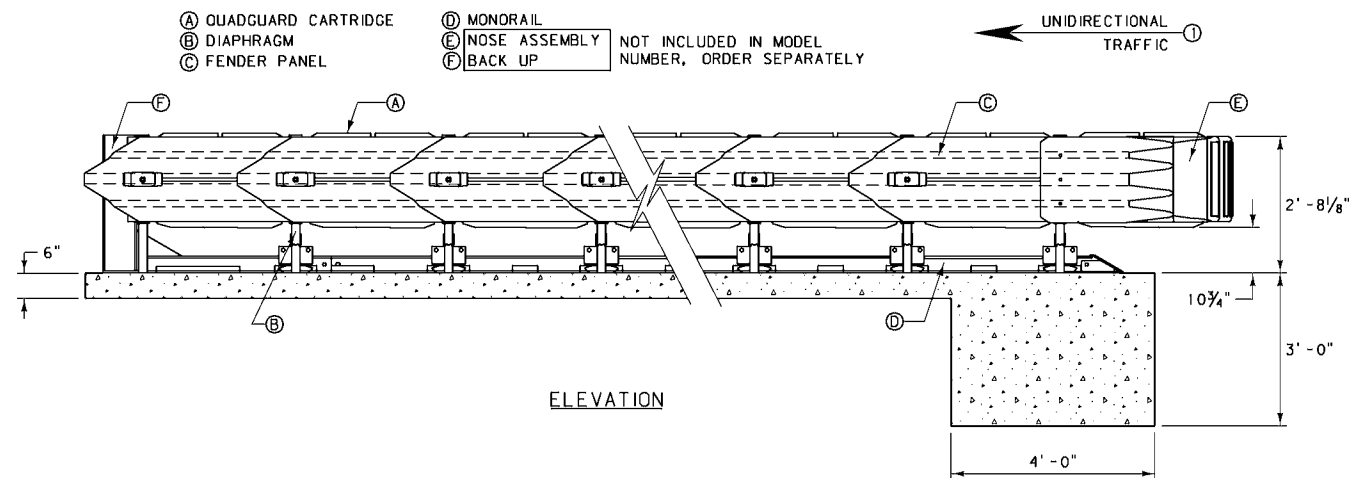 Ⓐ QUADGUARD CARTRIDGE
Ⓑ DIAPHRAGM
Ⓒ FENDER PANEL
Ⓓ MONORAIL
Ⓔ NOSE ASSEMBLY
Ⓕ BACK UP
NOT INCLUDED IN MODEL
NUMBER, ORDER SEPARATELY
UNIDIRECTIONAL
TRAFFIC ①
Ⓕ
Ⓐ
Ⓒ
Ⓔ
2'-8⅛"
6"
10¾"
Ⓑ
Ⓓ
3'-0"
ELEVATION
4'-0"